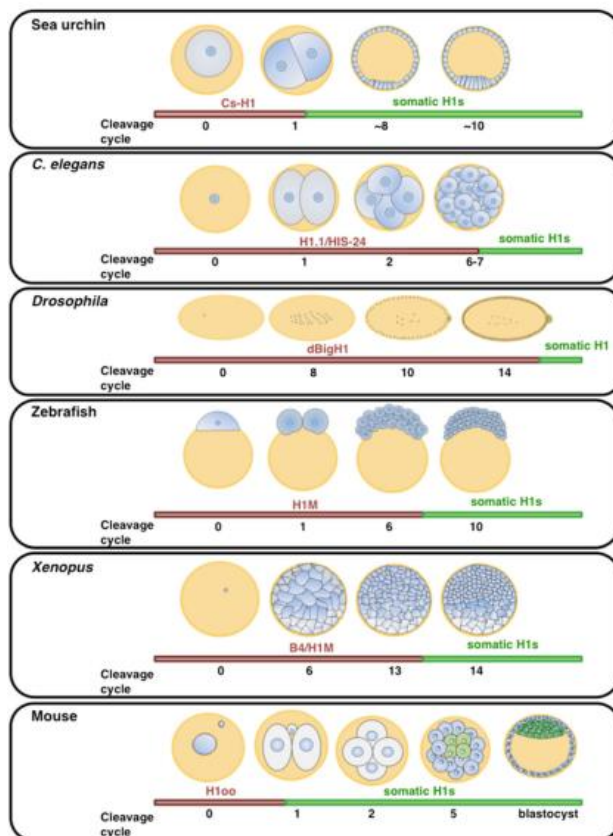 Sea urchin
Cs-H1 somatic H1s
Cleavage cycle 0 1 ~8 ~10
C. elegans
H1.1/HIS-24 somatic H1s
Cleavage cycle 0 1 2 6-7
Drosophila
dBigH1 somatic H1
Cleavage cycle 0 8 10 14
Zebrafish
H1M somatic H1s
Cleavage cycle 0 1 6 10
Xenopus
B4/H1M somatic H1s
Cleavage cycle 0 6 13 14
Mouse
H1oo somatic H1s
Cleavage cycle 0 1 2 5 blastocyst